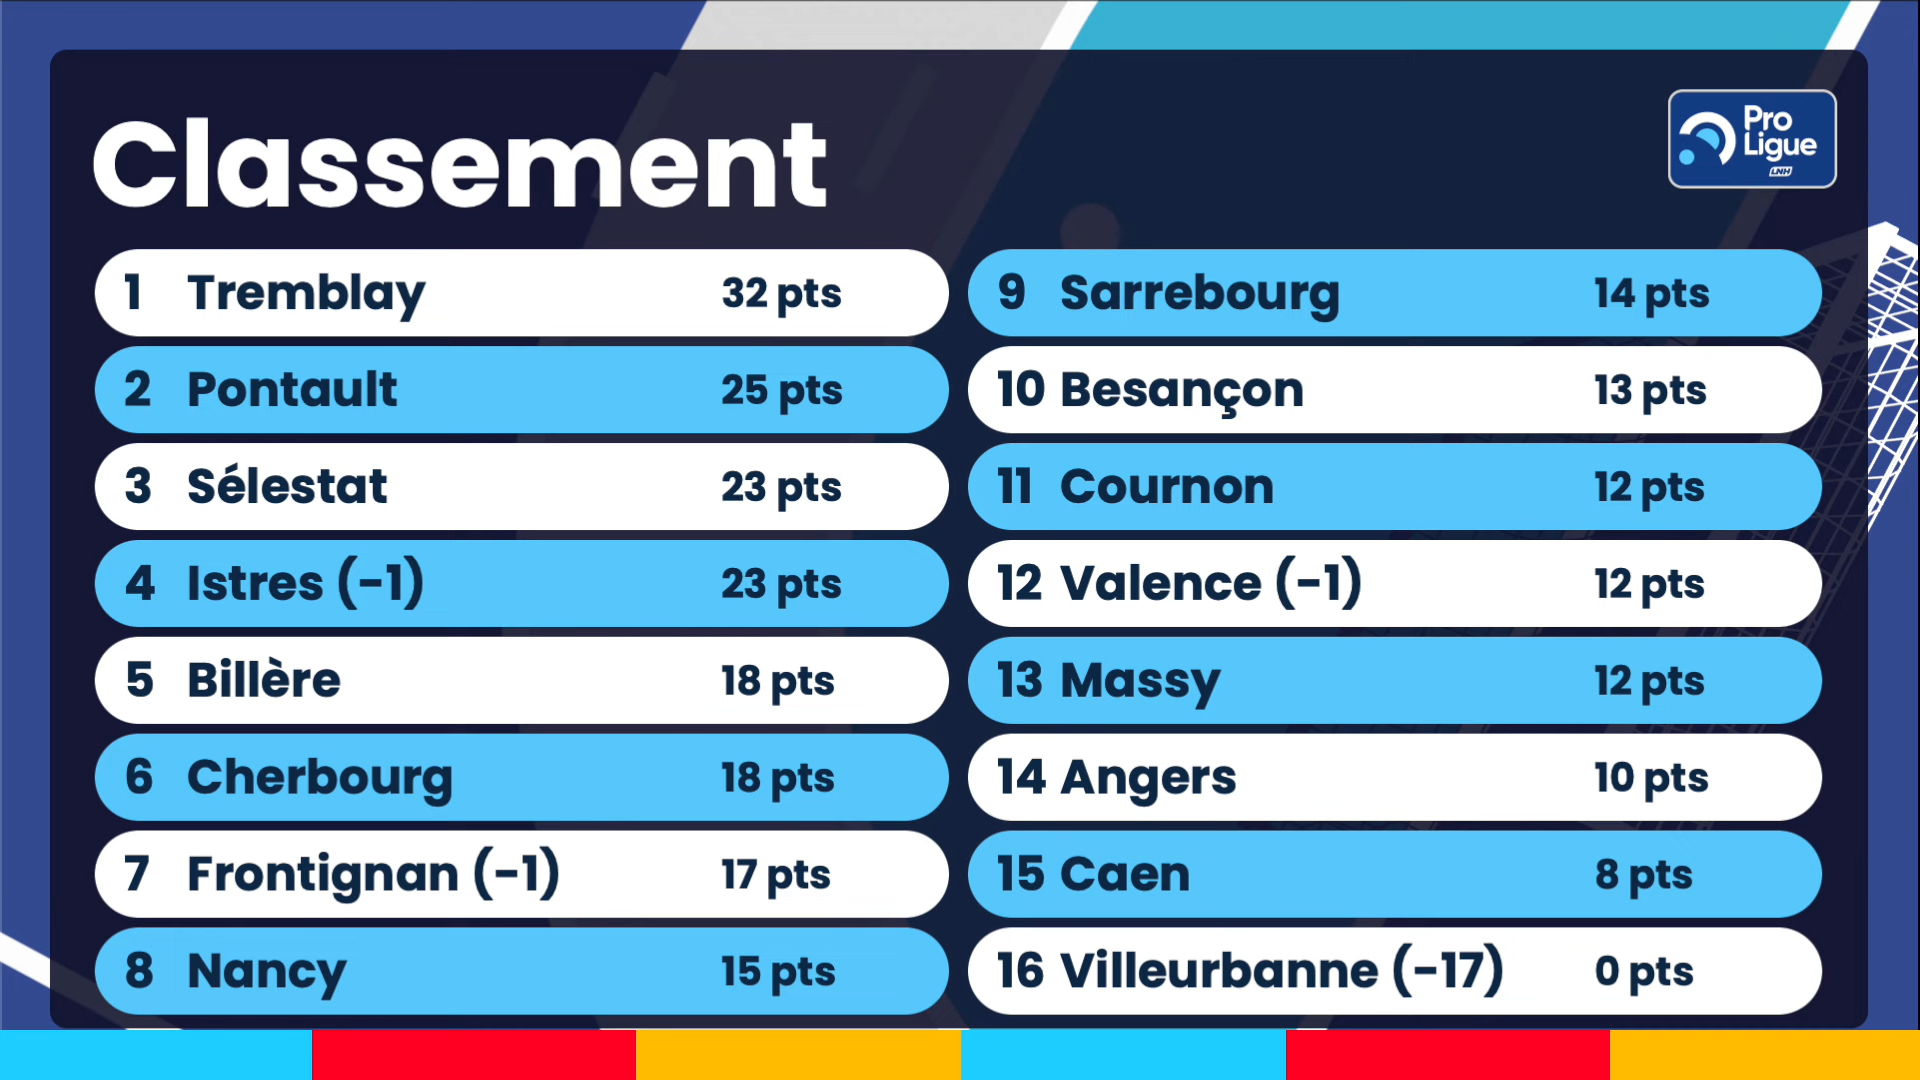 Classement
Pro
Ligue
LNH
1 Tremblay 32 pts
2 Pontault 25 pts
3 Sélestat 23 pts
4 Istres (-1) 23 pts
5 Billère 18 pts
6 Cherbourg 18 pts
7 Frontignan (-1) 17 pts
8 Nancy 15 pts
9 Sarrebourg 14 pts
10 Besançon 13 pts
11 Cournon 12 pts
12 Valence (-1) 12 pts
13 Massy 12 pts
14 Angers 10 pts
15 Caen 8 pts
16 Villeurbanne (-17) 0 pts